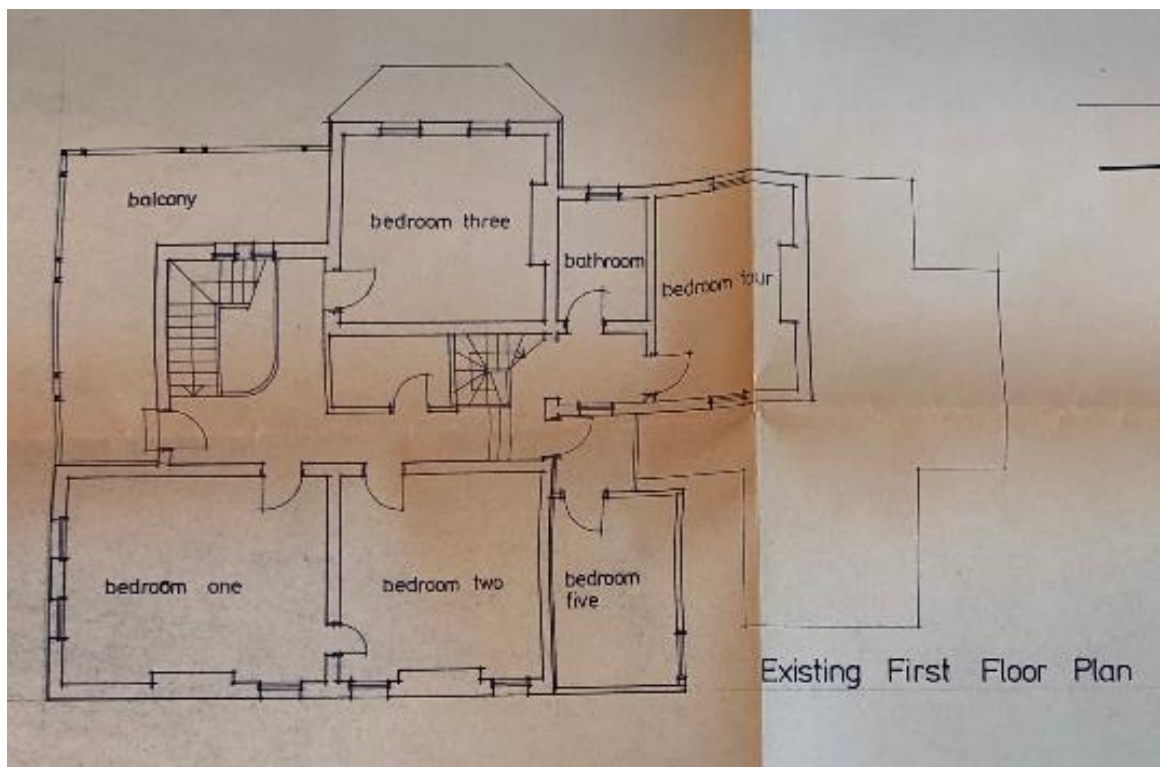 balcony
bedroom three
bathroom
bedroom four
bedroom one
bedroom two
bedroom
five
Existing First Floor Plan